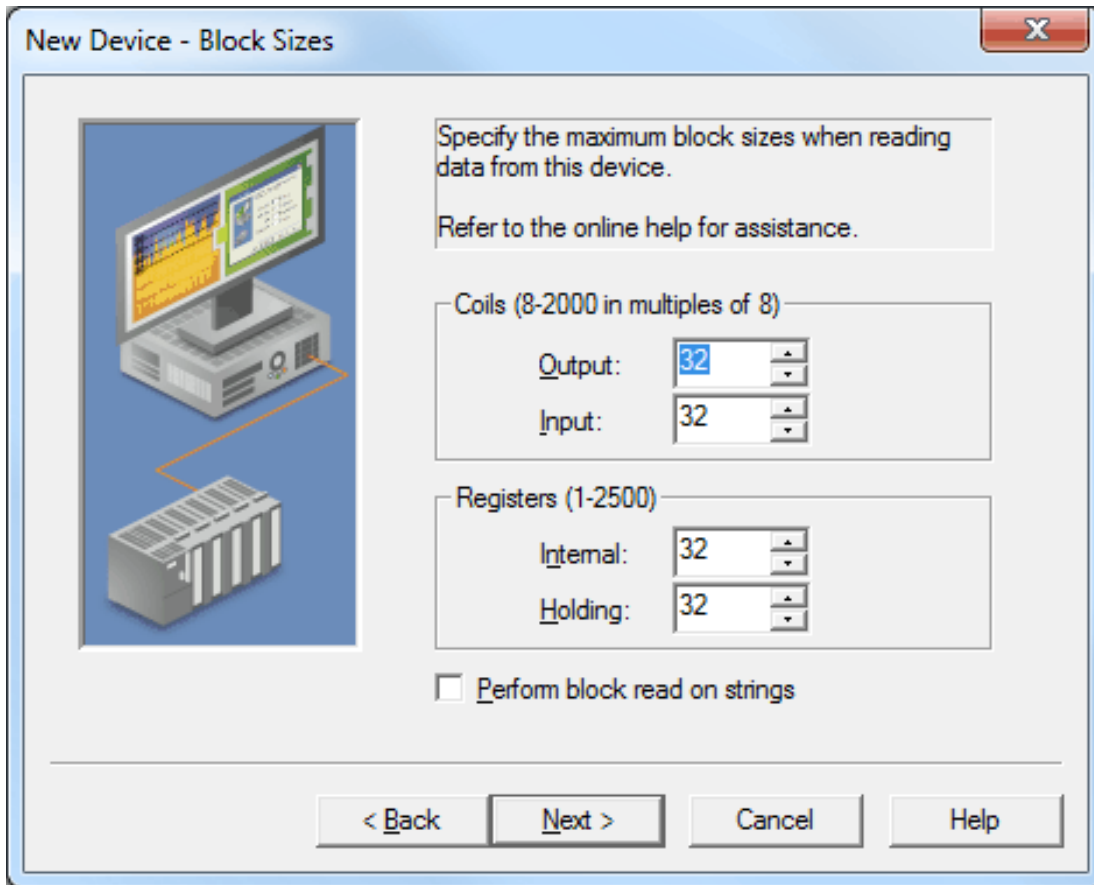 New Device - Block Sizes
Specify the maximum block sizes when reading
data from this device.
Refer to the online help for assistance.
Coils (8-2000 in multiples of 8)
Output: 32
Input: 32
Registers (1-2500)
Internal: 32
Holding: 32
Perform block read on strings
< Back Next > Cancel Help